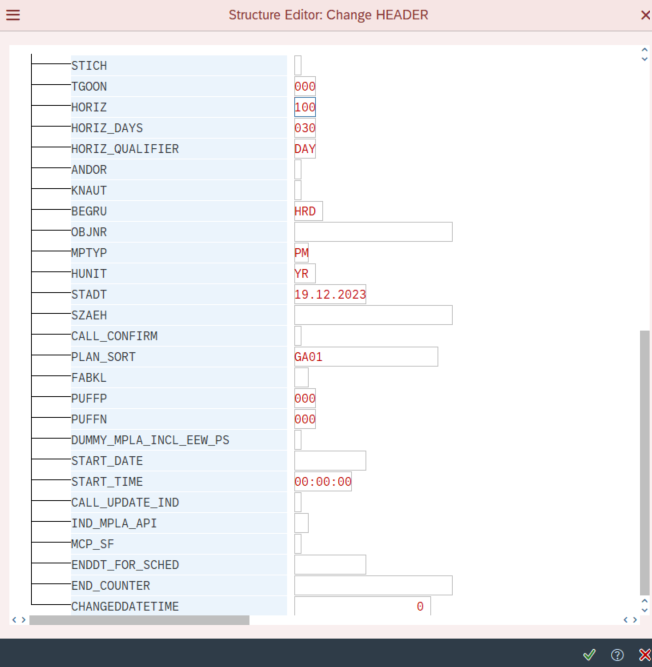 Structure Editor: Change HEADER
STICH
TGOON 000
HORIZ 100
HORIZ_DAYS 030
HORIZ_QUALIFIER DAY
ANDOR
KNAUT
BEGRU HRD
OBJNR
MPTYP PM
HUNIT YR
STADT 19.12.2023
SZAEH
CALL_CONFIRM
PLAN_SORT GA01
FABKL
PUFFP 000
PUFFN 000
DUMMY_MPLA_INCL_EEW_PS
START_DATE
START_TIME 00:00:00
CALL_UPDATE_IND
IND_MPLA_API
MCP_SF
ENDDT_FOR_SCHED
END_COUNTER
CHANGEDDATETIME 0